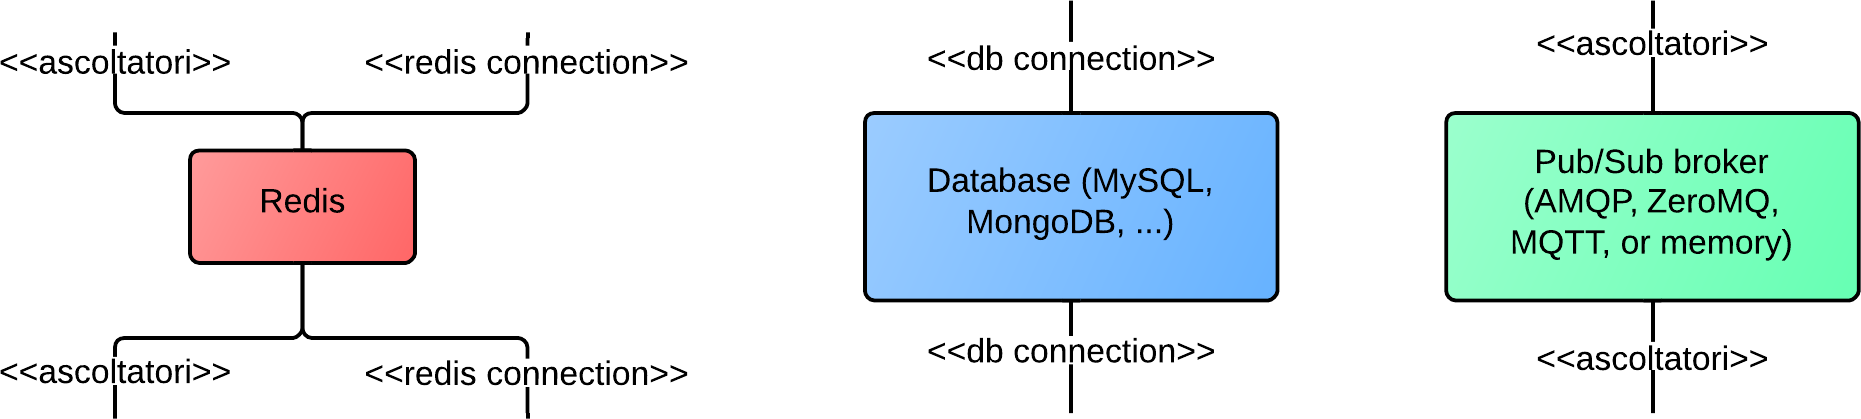 <<ascoltatori>>
<<redis connection>>
Redis
<<ascoltatori>>
<<redis connection>>
<<db connection>>
Database (MySQL,
MongoDB, ...)
<<db connection>>
<<ascoltatori>>
Pub/Sub broker
(AMQP, ZeroMQ,
MQTT, or memory)
<<ascoltatori>>